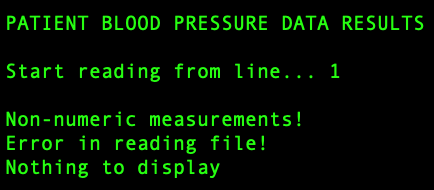 PATIENT BLOOD PRESSURE DATA RESULTS
Start reading from line... 1
Non-numeric measurements!
Error in reading file!
Nothing to display